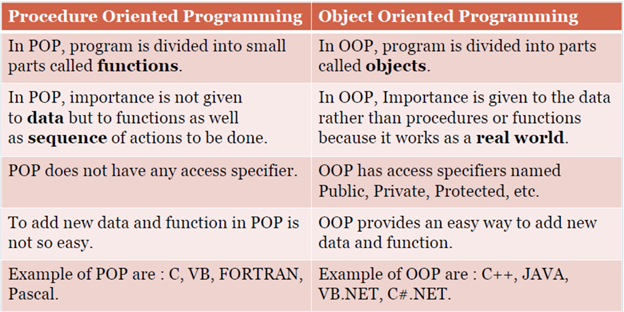 Procedure Oriented Programming
Object Oriented Programming
In POP, program is divided into small
parts called functions.
In OOP, program is divided into parts
called objects.
In POP, importance is not given
to data but to functions as well
as sequence of actions to be done.
In OOP, Importance is given to the data
rather than procedures or functions
because it works as a real world.
POP does not have any access specifier.
OOP has access specifiers named
Public, Private, Protected, etc.
To add new data and function in POP is
not so easy.
OOP provides an easy way to add new
data and function.
Example of POP are : C, VB, FORTRAN,
Pascal.
Example of OOP are : C++, JAVA,
VB.NET, C#.NET.